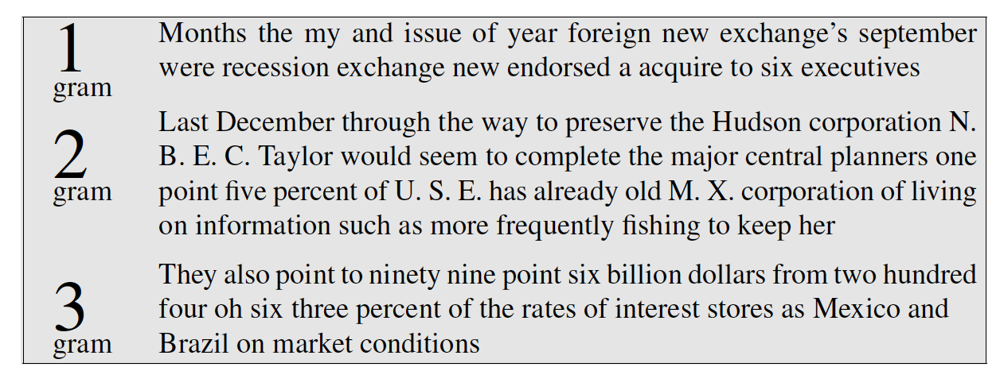 1
gram
Months the my and issue of year foreign new exchange’s september
were recession exchange new endorsed a acquire to six executives
2
gram
Last December through the way to preserve the Hudson corporation N.
B. E. C. Taylor would seem to complete the major central planners one
point five percent of U. S. E. has already old M. X. corporation of living
on information such as more frequently fishing to keep her
3
gram
They also point to ninety nine point six billion dollars from two hundred
four oh six three percent of the rates of interest stores as Mexico and
Brazil on market conditions